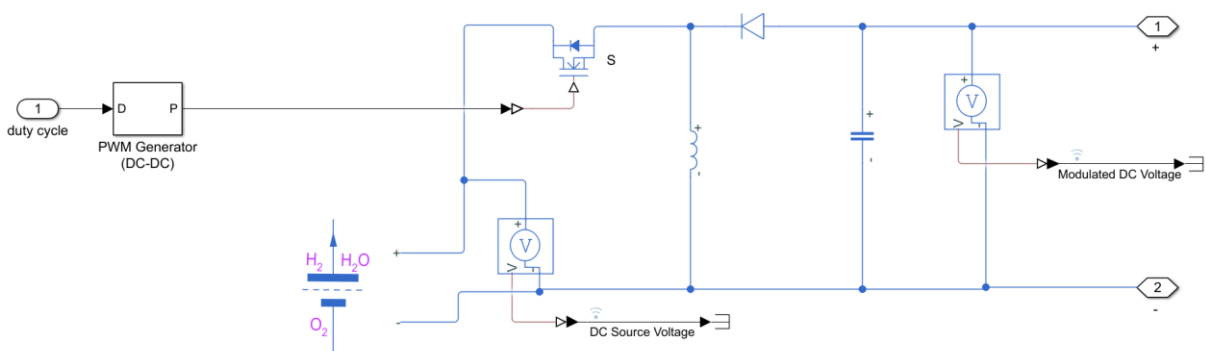 1
+
S
+
V
V
-
D
P
1
duty cycle
PWM Generator
(DC-DC)
+
-
+
-
Modulated DC Voltage
+
V
V
-
H2
H2O
+
O2
-
2
-
DC Source Voltage